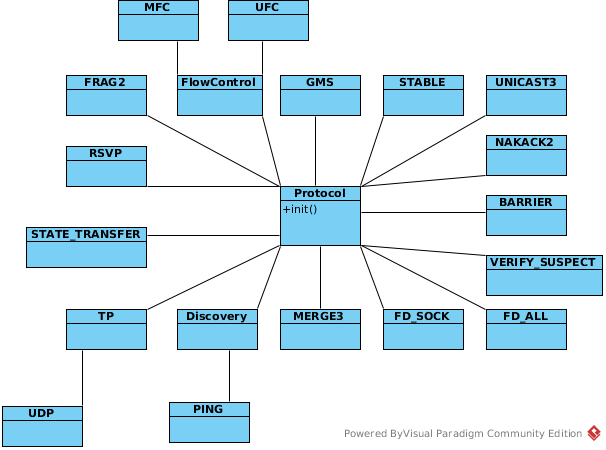 MFC
UFC
FRAG2
FlowControl
GMS
STABLE
UNICAST3
NAKACK2
RSVP
Protocol
+init()
BARRIER
STATE_TRANSFER
VERIFY_SUSPECT
TP
Discovery
MERGE3
FD_SOCK
FD_ALL
UDP
PING
Powered ByVisual Paradigm Community Edition